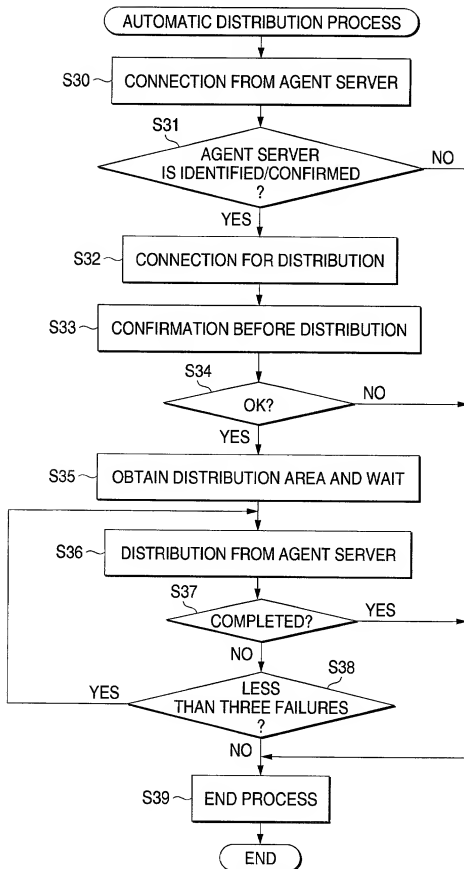 AUTOMATIC DISTRIBUTION PROCESS
S30
CONNECTION FROM AGENT SERVER
S31
AGENT SERVER
IS IDENTIFIED/CONFIRMED
?
NO
YES
S32
CONNECTION FOR DISTRIBUTION
S33
CONFIRMATION BEFORE DISTRIBUTION
S34
OK?
NO
YES
S35
OBTAIN DISTRIBUTION AREA AND WAIT
S36
DISTRIBUTION FROM AGENT SERVER
S37
COMPLETED?
YES
NO
S38
YES
LESS
THAN THREE FAILURES
?
NO
S39
END PROCESS
END